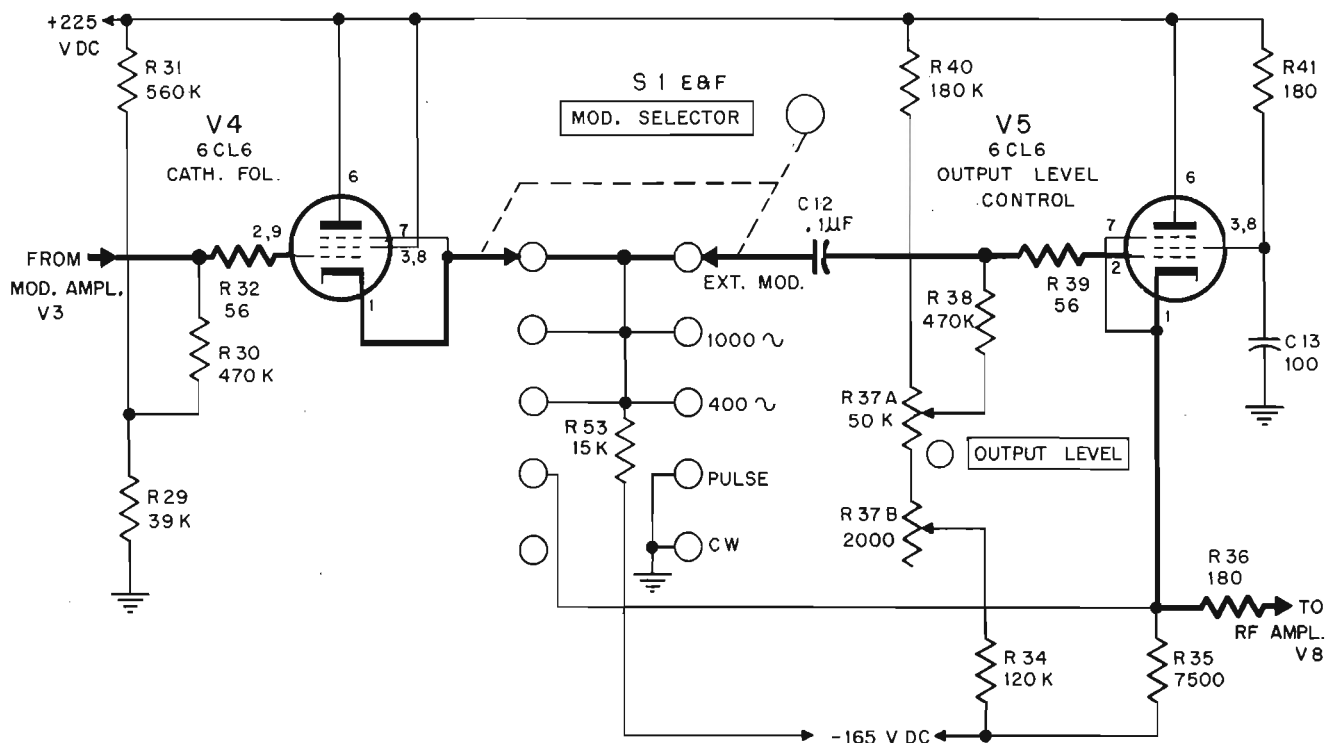 +225
V DC
R31
560K
V4
6CL6
CATH. FOL.
S1 E&F
MOD. SELECTOR
R40
180K
V5
6CL6
OUTPUT LEVEL
CONTROL
R41
180
6
2,9
7
3,8
1
FROM
MOD. AMPL.
V3
R32
56
R30
470K
R29
39K
C12
.1µF
EXT. MOD.
1000~
400~
R53
15K
PULSE
CW
R38
470K
R39
56
6
7
2
3,8
1
C13
100
R37A
50K
OUTPUT LEVEL
R37B
2000
R36
180
TO
RF AMPL.
V8
R34
120K
R35
7500
-165 V DC